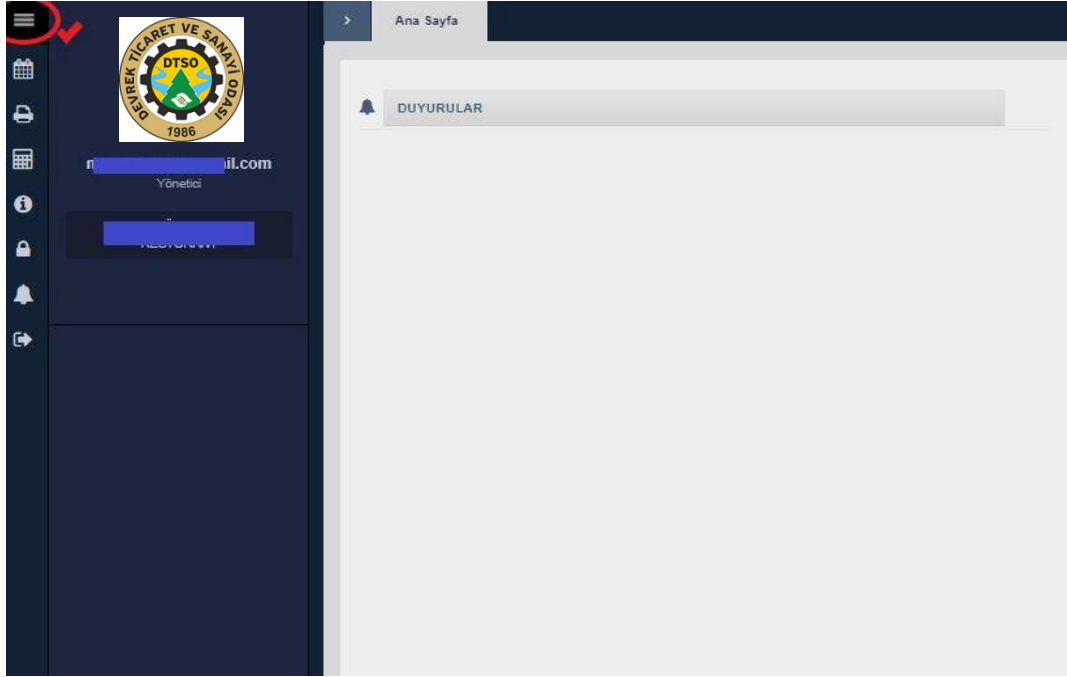 Ana Sayfa
DEVREK TİCARET VE SANAYİ ODASI
DTSO
1986
DUYURULAR
il.com
Yönetici